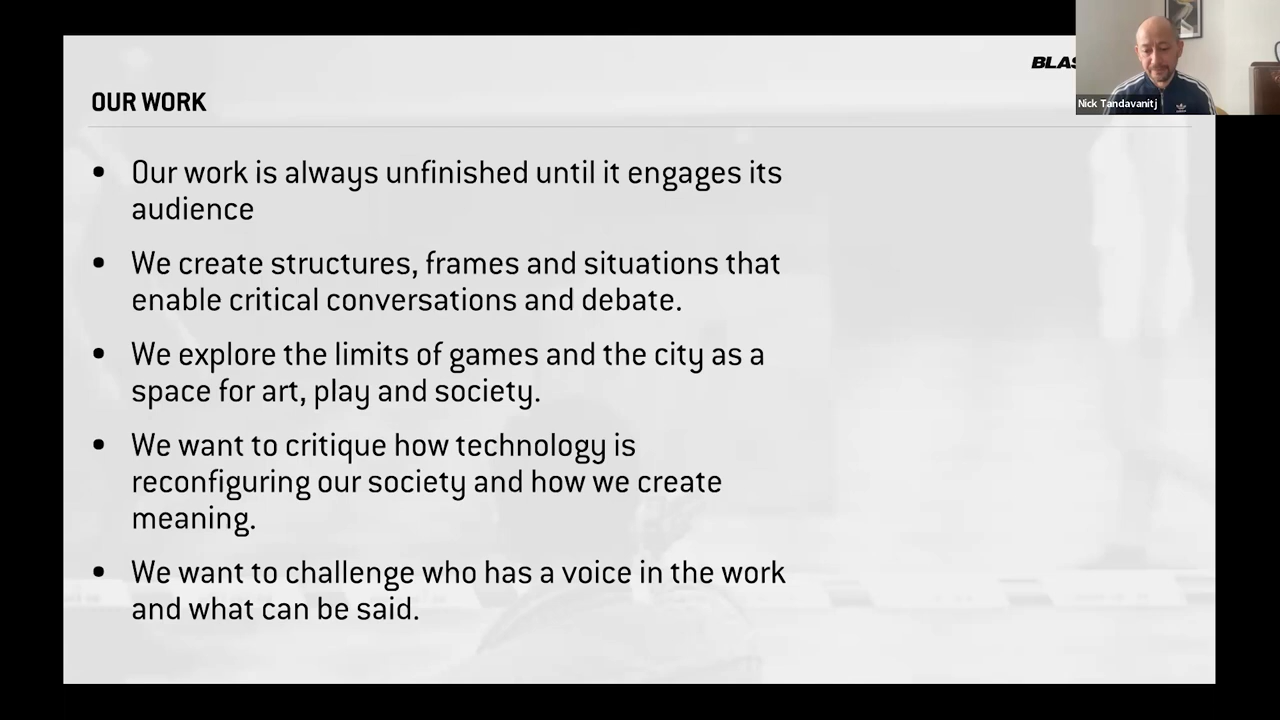 BLAS
OUR WORK
Nick Tandavanitj
• Our work is always unfinished until it engages its
audience
• We create structures, frames and situations that
enable critical conversations and debate.
• We explore the limits of games and the city as a
space for art, play and society.
• We want to critique how technology is
reconfiguring our society and how we create
meaning.
• We want to challenge who has a voice in the work
and what can be said.